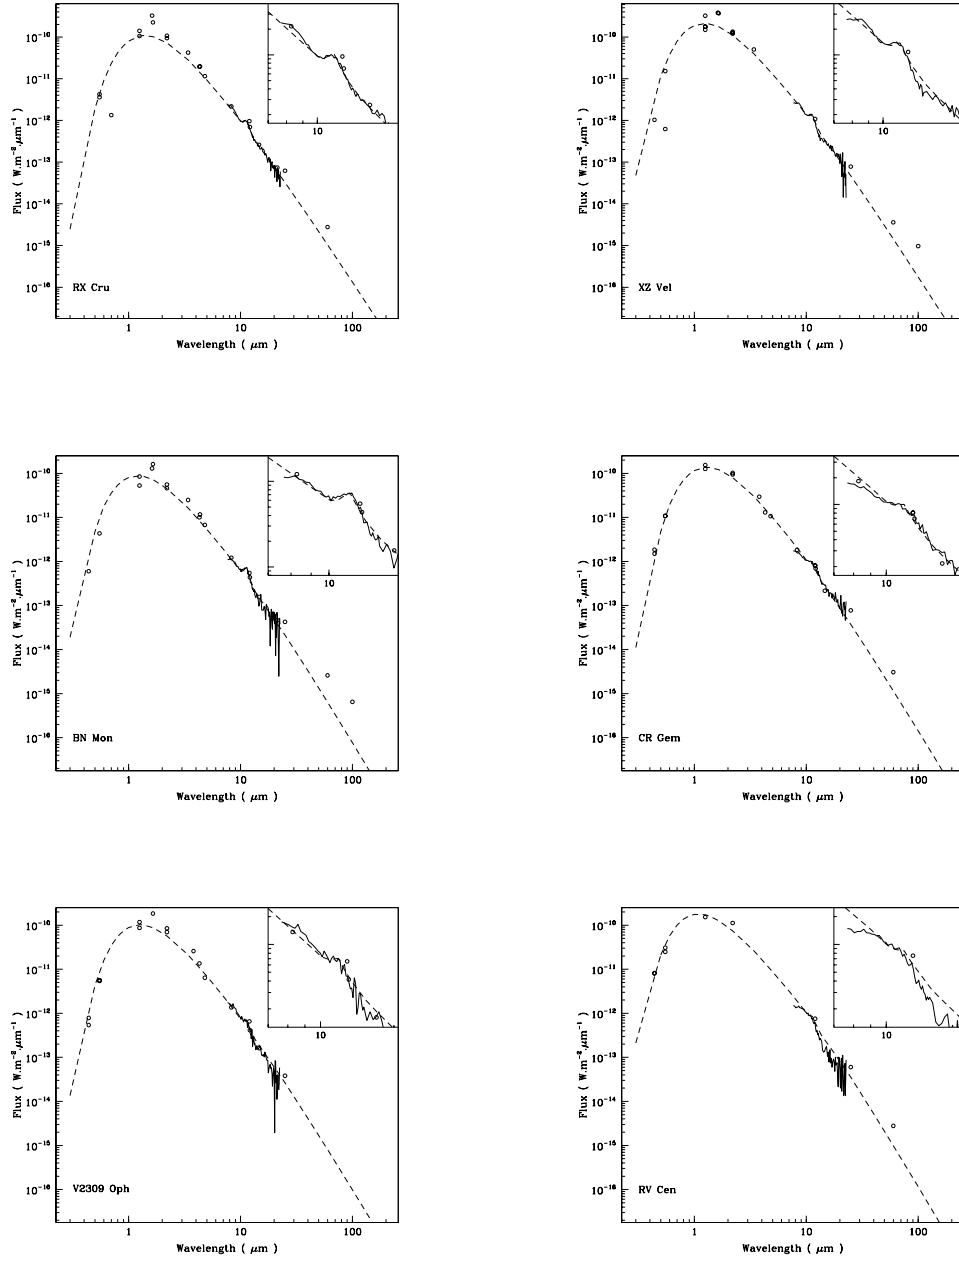 Flux ( W.m⁻².μm⁻¹ )
10⁻¹⁰
10⁻¹¹
10⁻¹²
10⁻¹³
10⁻¹⁴
10⁻¹⁵
10⁻¹⁶
10
RX Cru
1 10 100
Wavelength ( μm )
Flux ( W.m⁻².μm⁻¹ )
10⁻¹⁰
10⁻¹¹
10⁻¹²
10⁻¹³
10⁻¹⁴
10⁻¹⁵
10⁻¹⁶
10
XZ Vel
1 10 100
Wavelength ( μm )
Flux ( W.m⁻².μm⁻¹ )
10⁻¹⁰
10⁻¹¹
10⁻¹²
10⁻¹³
10⁻¹⁴
10⁻¹⁵
10⁻¹⁶
10
BN Mon
1 10 100
Wavelength ( μm )
Flux ( W.m⁻².μm⁻¹ )
10⁻¹⁰
10⁻¹¹
10⁻¹²
10⁻¹³
10⁻¹⁴
10⁻¹⁵
10⁻¹⁶
10
CR Gem
1 10 100
Wavelength ( μm )
Flux ( W.m⁻².μm⁻¹ )
10⁻¹⁰
10⁻¹¹
10⁻¹²
10⁻¹³
10⁻¹⁴
10⁻¹⁵
10⁻¹⁶
10
V2309 Oph
1 10 100
Wavelength ( μm )
Flux ( W.m⁻².μm⁻¹ )
10⁻¹⁰
10⁻¹¹
10⁻¹²
10⁻¹³
10⁻¹⁴
10⁻¹⁵
10⁻¹⁶
10
RV Cen
1 10 100
Wavelength ( μm )